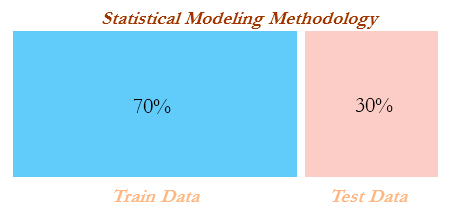 Statistical Modeling Methodology
70%
30%
Train Data
Test Data